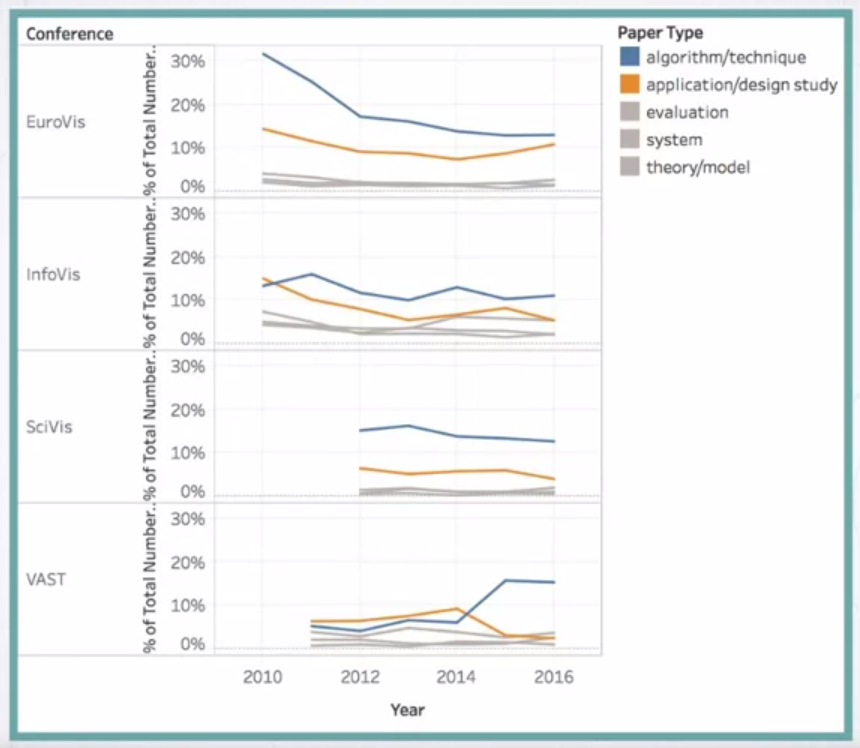 Conference
Paper Type
algorithm/technique
application/design study
evaluation
system
theory/model
EuroVis
% of Total Number..
30%
20%
10%
0%
InfoVis
% of Total Number..
30%
20%
10%
0%
SciVis
% of Total Number..
30%
20%
10%
0%
VAST
% of Total Number..
30%
20%
10%
0%
2010 2012 2014 2016
Year